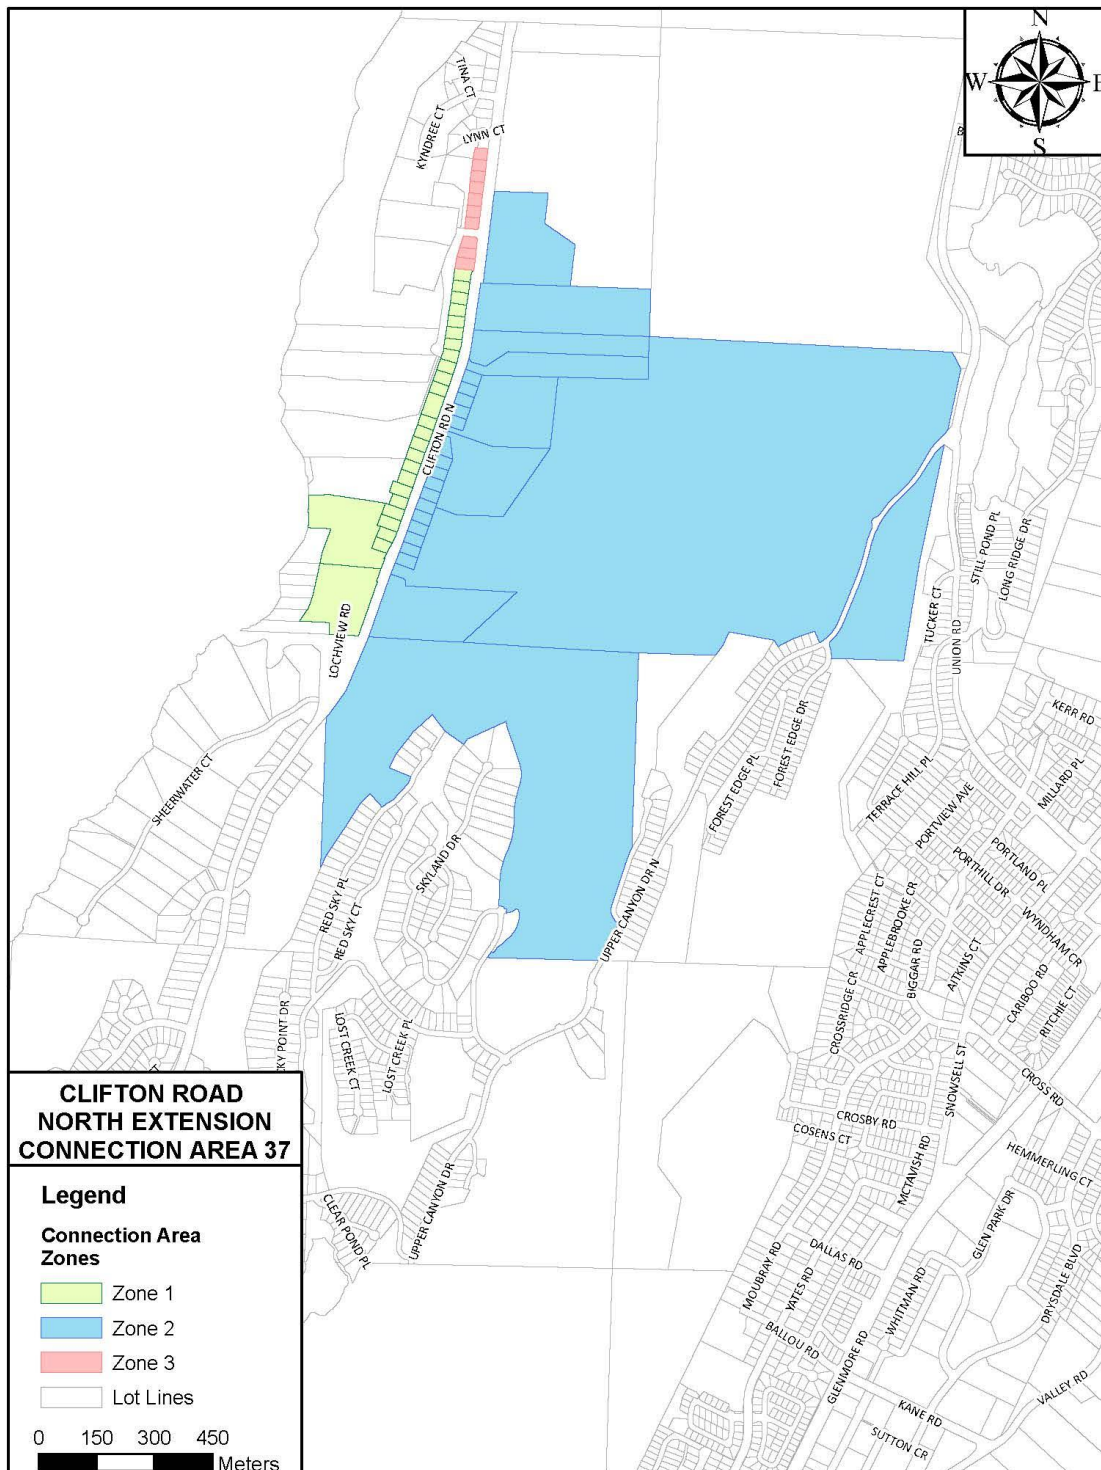 N
W
E
S
B
TINA CT
KYNDREE CT
LYNN CT
CLIFTON RD N
LOCHVIEW RD
SHEERWATER CT
STILL POND PL
LONG RIDGE DR
TUCKER CT
UNION RD
KERR RD
MILLARD PL
TERRACE HILL PL
PORTVIEW AVE
PORTLAND PL
PORTHILL DR
WYNDHAM CR
FOREST EDGE PL
FOREST EDGE DR
UPPER CANYON DR N
SKYLAND DR
RED SKY PL
RED SKY CT
APPLECREST CT
APPLEBROOKE CR
BIGGAR RD
AITKINS CT
CARIBOO RD
RITCHIE CT
CROSSRIDGE CR
SNOWSELL ST
CROSS RD
CKY POINT DR
LOST CREEK CT
LOST CREEK PL
CROSBY RD
COSENS CT
MCTAVISH RD
HEMMERLING CT
GLEN PARK DR
DRYSDALE BLVD
UPPER CANYON DR
CLEAR POND PL
MOUBRAY RD
DALLAS RD
YATES RD
WHITMAN RD
BALLOU RD
GLENMORE RD
VALLEY RD
KANE RD
SUTTON CR
CT
CLIFTON ROAD
NORTH EXTENSION
CONNECTION AREA 37
Legend
Connection Area
Zones
Zone 1
Zone 2
Zone 3
Lot Lines
0 150 300 450
Meters